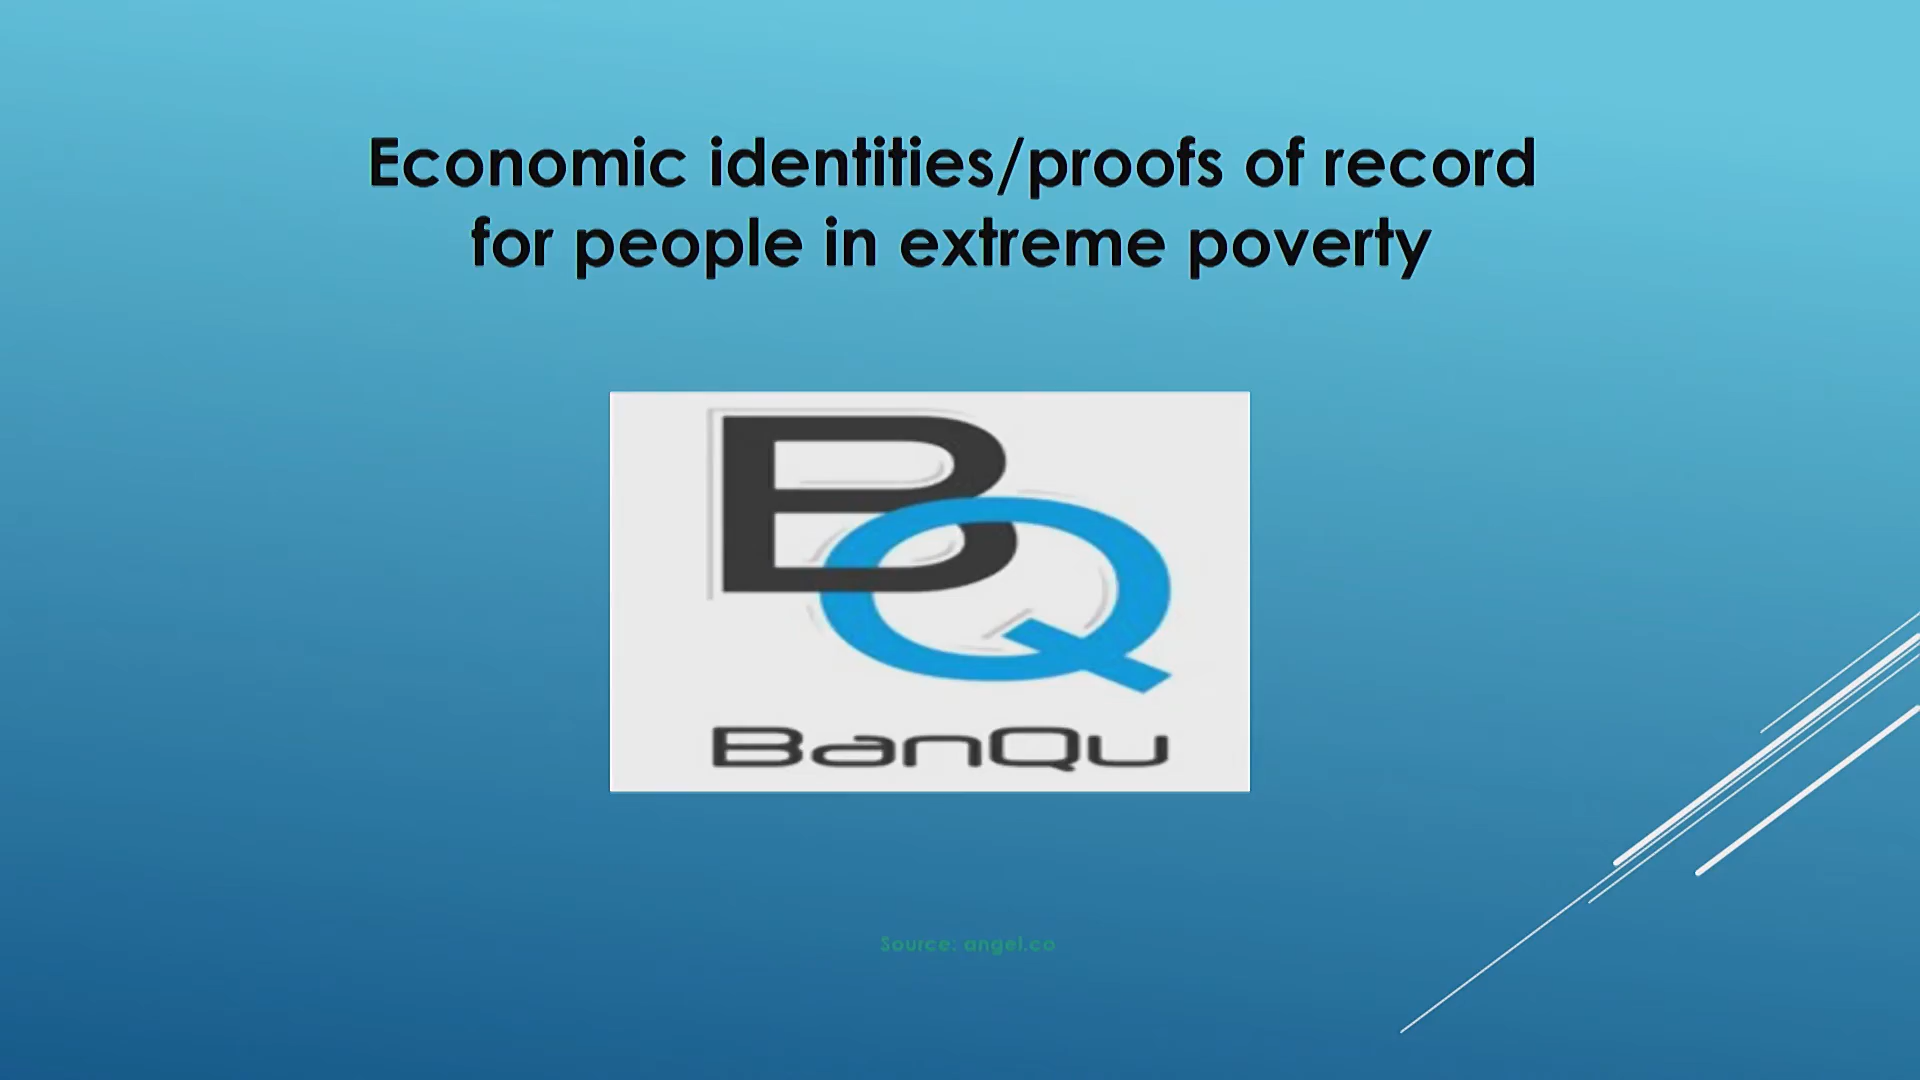 Economic identities/proofs of record
for people in extreme poverty
BQ
BanQu
Source: angel.co